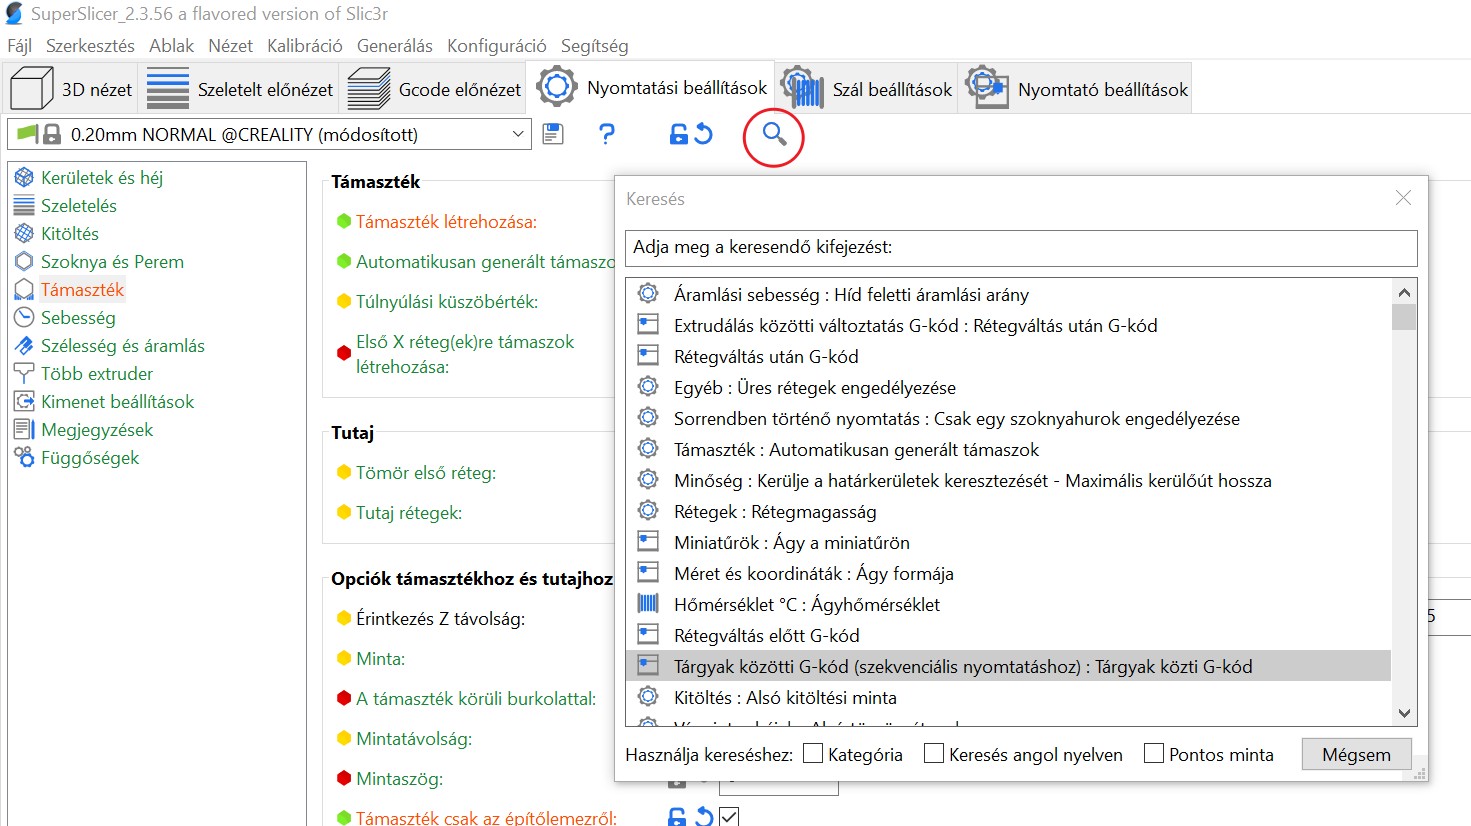 SuperSlicer_2.3.56 a flavored version of Slic3r
Fájl Szerkesztés Ablak Nézet Kalibráció Generálás Konfiguráció Segítség
3D nézet Szeletelt előnézet Gcode előnézet Nyomtatási beállítások Szál beállítások Nyomtató beállítások
0.20mm NORMAL @CREALITY (módosított)
Kerületek és héj
Szeletelés
Kitöltés
Szoknya és Perem
Támaszték
Sebesség
Szélesség és áramlás
Több extruder
Kimenet beállítások
Megjegyzések
Függőségek
Támaszték
Támaszték létrehozása:
Automatikusan generált támaszo
Túlnyúlási küszöbérték:
Első X réteg(ek)re támaszok
létrehozása:
Tutaj
Tömör első réteg:
Tutaj rétegek:
Opciók támasztékhoz és tutajhoz
Érintkezés Z távolság:
Minta:
A támaszték körüli burkolattal:
Mintatávolság:
Mintaszög:
Támaszték csak az építőlemezről:
Keresés
Adja meg a keresendő kifejezést:
Áramlási sebesség : Híd feletti áramlási arány
Extrudálás közötti változtatás G-kód : Rétegváltás után G-kód
Rétegváltás után G-kód
Egyéb : Üres rétegek engedélyezése
Sorrendben történő nyomtatás : Csak egy szoknyahurok engedélyezése
Támaszték : Automatikusan generált támaszok
Minőség : Kerülje a határkerületek keresztezését - Maximális kerülőút hossza
Rétegek : Rétegmagasság
Miniatűrök : Ágy a miniatűrön
Méret és koordináták : Ágy formája
Hőmérséklet °C : Ágyhőmérséklet
Rétegváltás előtt G-kód
Tárgyak közötti G-kód (szekvenciális nyomtatáshoz) : Tárgyak közti G-kód
Kitöltés : Alsó kitöltési minta
Használja kereséshez: Kategória Keresés angol nyelven Pontos minta Mégsem
5